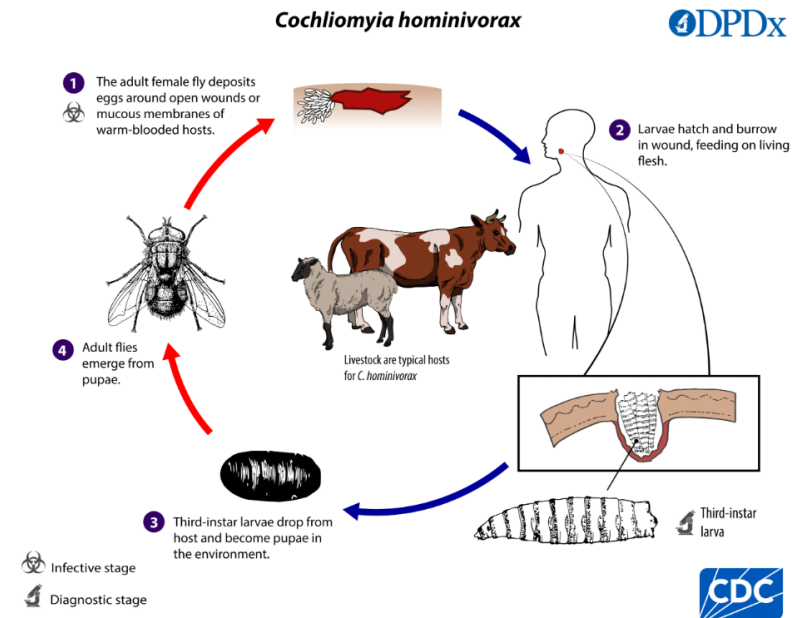 Cochliomyia hominivorax
DPDx
1
The adult female fly deposits
eggs around open wounds or
mucous membranes of
warm-blooded hosts.
2
Larvae hatch and burrow
in wound, feeding on living
flesh.
4
Adult flies
emerge from
pupae.
Livestock are typical hosts
for C. hominivorax
3
Third-instar larvae drop from
host and become pupae in
the environment.
Third-instar
larva
Infective stage
Diagnostic stage
CDC